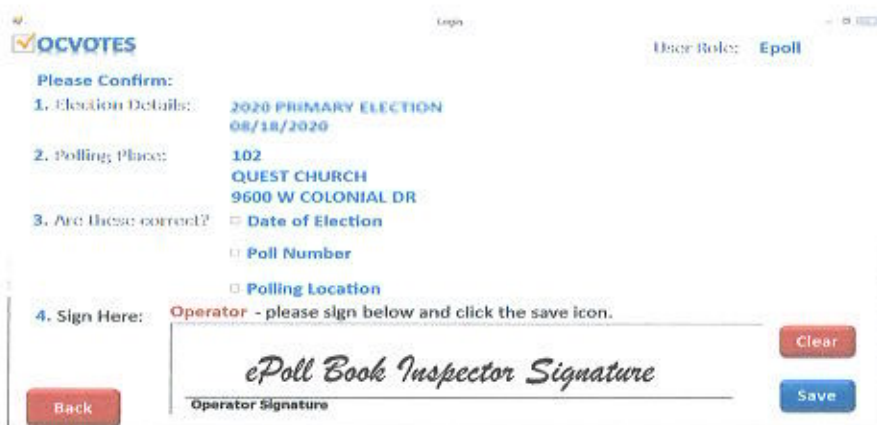 Login
OCVOTES
User Role: Epoll
Please Confirm:
1. Election Details: 2020 PRIMARY ELECTION
08/18/2020
2. Polling Place: 102
QUEST CHURCH
9600 W COLONIAL DR
3. Are these correct? Date of Election
Poll Number
Polling Location
4. Sign Here: Operator - please sign below and click the save icon.
Clear
ePoll Book Inspector Signature
Save
Back
Operator Signature